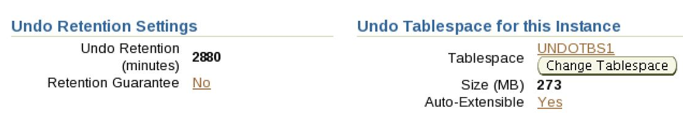 Undo Retention Settings
Undo Retention
(minutes) 2880
Retention Guarantee No
Undo Tablespace for this Instance
Tablespace UNDOTBS1
Change Tablespace
Size (MB) 273
Auto-Extensible Yes